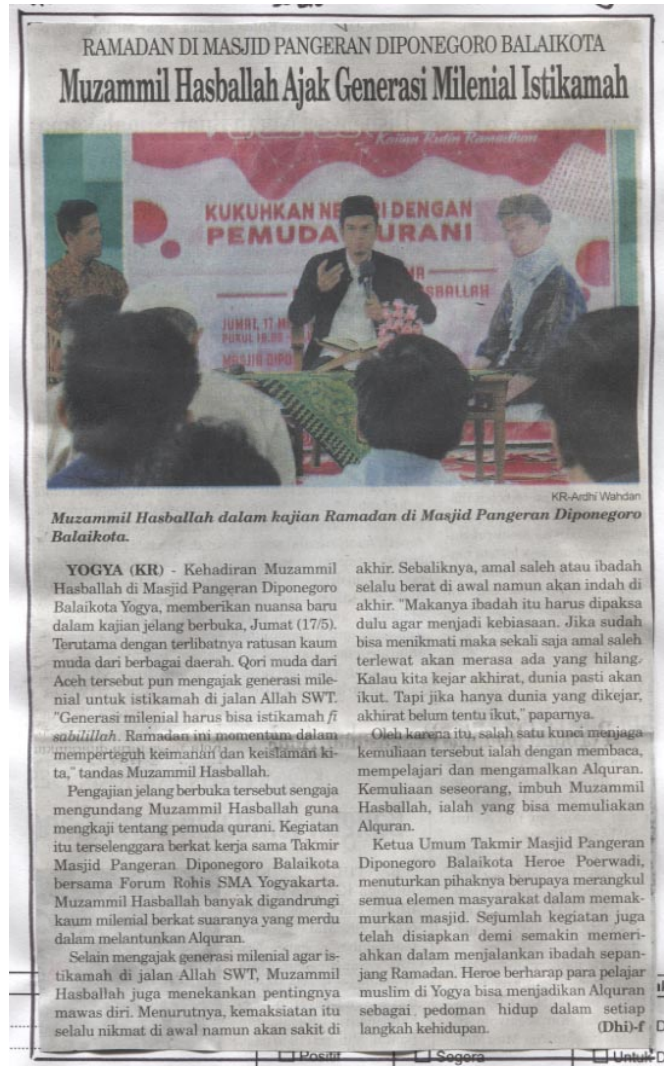 RAMADAN DI MASJID PANGERAN DIPONEGORO BALAIKOTA
Muzammil Hasballah Ajak Generasi Milenial Istikamah
Kajian Rutin Ramadhan
KUKUHKAN NE RI DENGAN
PEMUDA URANI
MA
ASBALLAH
JUMAT, 17 M
PUKUL 16.00
MASJID DIPO
KR-Ardhi Wahdan
Muzammil Hasballah dalam kajian Ramadan di Masjid Pangeran Diponegoro
Balaikota.
YOGYA (KR) - Kehadiran Muzammil
Hasballah di Masjid Pangeran Diponegoro
Balaikota Yogya, memberikan nuansa baru
dalam kajian jelang berbuka, Jumat (17/5).
Terutama dengan terlibatnya ratusan kaum
muda dari berbagai daerah. Qori muda dari
Aceh tersebut pun mengajak generasi mile-
nial untuk istikamah di jalan Allah SWT.
"Generasi milenial harus bisa istikamah fi
sabilillah. Ramadan ini momentum dalam
memperteguh keimanan dan keislaman ki-
ta," tandas Muzammil Hasballah.
Pengajian jelang berbuka tersebut sengaja
mengundang Muzammil Hasballah guna
mengkaji tentang pemuda qurani. Kegiatan
itu terselenggara berkat kerja sama Takmir
Masjid Pangeran Diponegoro Balaikota
bersama Forum Rohis SMA Yogyakarta.
Muzammil Hasballah banyak digandrungi
kaum milenial berkat suaranya yang merdu
dalam melantunkan Alquran.
Selain mengajak generasi milenial agar is-
tikamah di jalan Allah SWT, Muzammil
Hasballah juga menekankan pentingnya
mawas diri. Menurutnya, kemaksiatan itu
selalu nikmat di awal namun akan sakit di
akhir. Sebaliknya, amal saleh atau ibadah
selalu berat di awal namun akan indah di
akhir. "Makanya ibadah itu harus dipaksa
dulu agar menjadi kebiasaan. Jika sudah
bisa menikmati maka sekali saja amal saleh
terlewat akan merasa ada yang hilang.
Kalau kita kejar akhirat, dunia pasti akan
ikut. Tapi jika hanya dunia yang dikejar,
akhirat belum tentu ikut," paparnya.
Oleh karena itu, salah satu kunci menjaga
kemuliaan tersebut ialah dengan membaca,
mempelajari dan mengamalkan Alquran.
Kemuliaan seseorang, imbuh Muzammil
Hasballah, ialah yang bisa memuliakan
Alquran.
Ketua Umum Takmir Masjid Pangeran
Diponegoro Balaikota Heroe Poerwadi,
menuturkan pihaknya berupaya merangkul
semua elemen masyarakat dalam memak-
murkan masjid. Sejumlah kegiatan juga
telah disiapkan demi semakin memeri-
ahkan dalam menjalankan ibadah sepan-
jang Ramadan. Heroe berharap para pelajar
muslim di Yogya bisa menjadikan Alquran
sebagai pedoman hidup dalam setiap
langkah kehidupan. (Dhi)-f
Positif Segera Untuk D